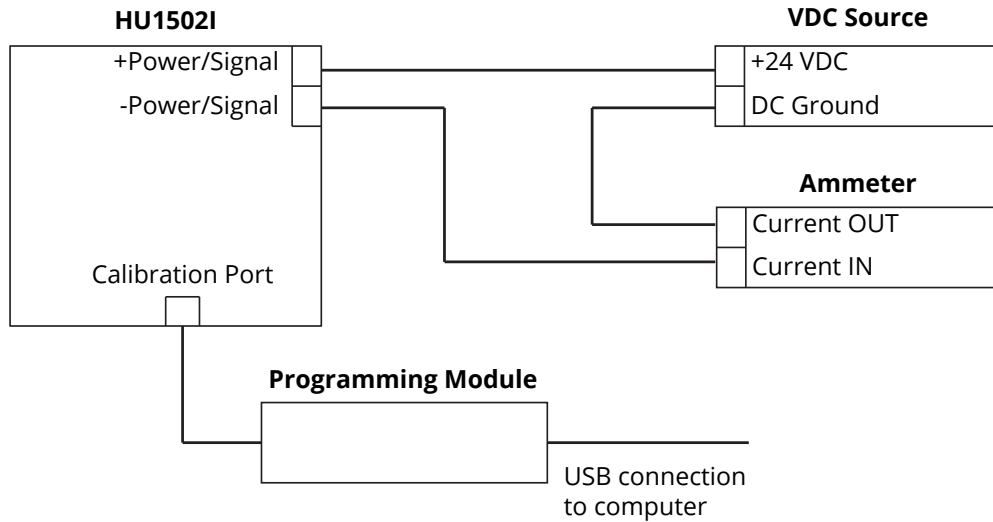 HU1502I
VDC Source
+Power/Signal
-Power/Signal
+24 VDC
DC Ground
Ammeter
Current OUT
Current IN
Calibration Port
Programming Module
USB connection
to computer